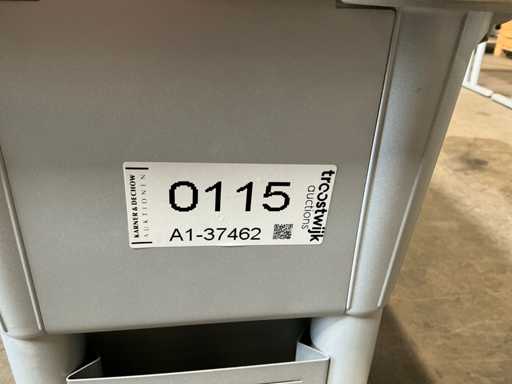 KARNER & DECHOW
AUKTIONEN
0115
A1-37462
troostwijk
auctions